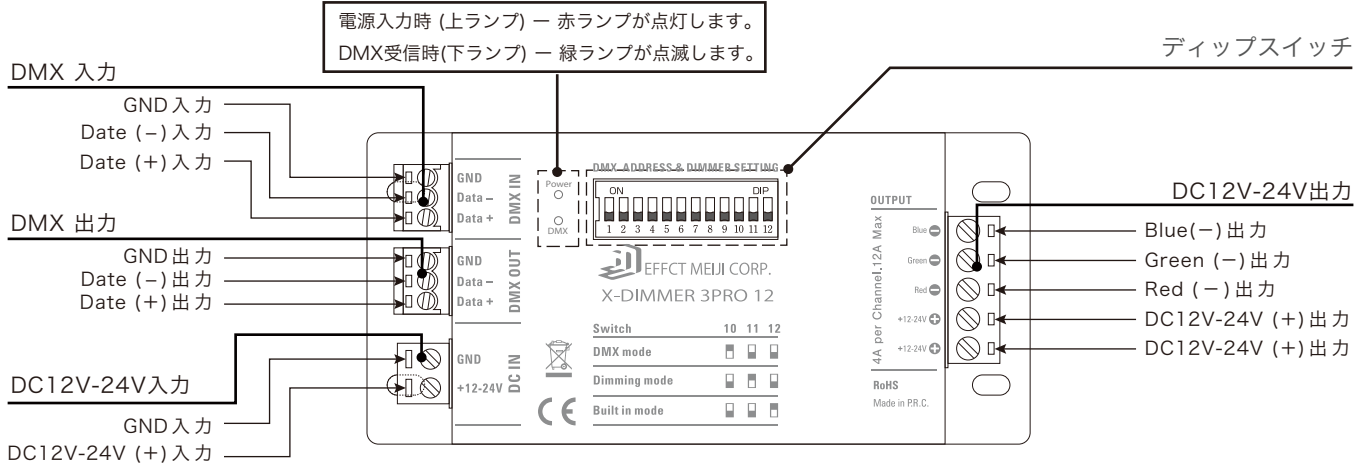 電源入力時 (上ランプ) ー 赤ランプが点灯します。
DMX受信時(下ランプ) ー 緑ランプが点滅します。
ディップスイッチ
DMX 入力
GND入力
Date (−)入力
Date (+)入力
DMX 出力
GND出力
Date (−)出力
Date (+)出力
DC12V-24V入力
GND入力
DC12V-24V (+)入力
GND
Data –
Data +
DMX IN
GND
Data –
Data +
DMX OUT
GND
+12-24V
DC IN
Power
DMX
DMX ADDRESS & DIMMER SETTING
ON DIP
1 2 3 4 5 6 7 8 9 10 11 12
EFFCT MEIJI CORP.
X-DIMMER 3PRO 12
Switch 10 11 12
DMX mode
Dimming mode
Built in mode
CE
OUTPUT
4A per Channel.12A Max
Blue
Green
Red
+12-24V
+12-24V
RoHS
Made in P.R.C.
DC12V-24V出力
Blue(−)出力
Green (−)出力
Red (−)出力
DC12V-24V (+)出力
DC12V-24V (+)出力